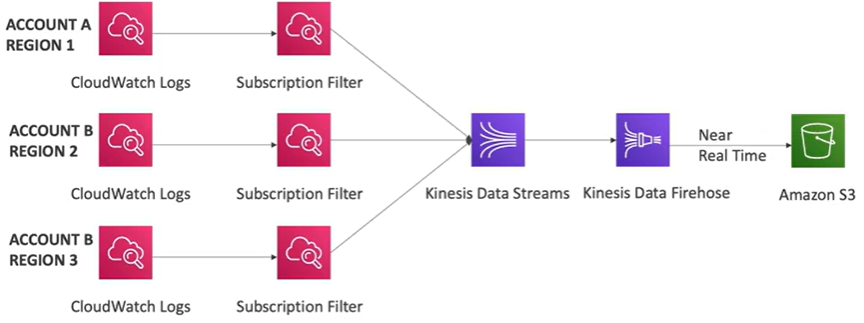 ACCOUNT A
REGION 1
CloudWatch Logs
Subscription Filter
ACCOUNT B
REGION 2
CloudWatch Logs
Subscription Filter
Kinesis Data Streams
Kinesis Data Firehose
Near
Real Time
Amazon S3
ACCOUNT B
REGION 3
CloudWatch Logs
Subscription Filter